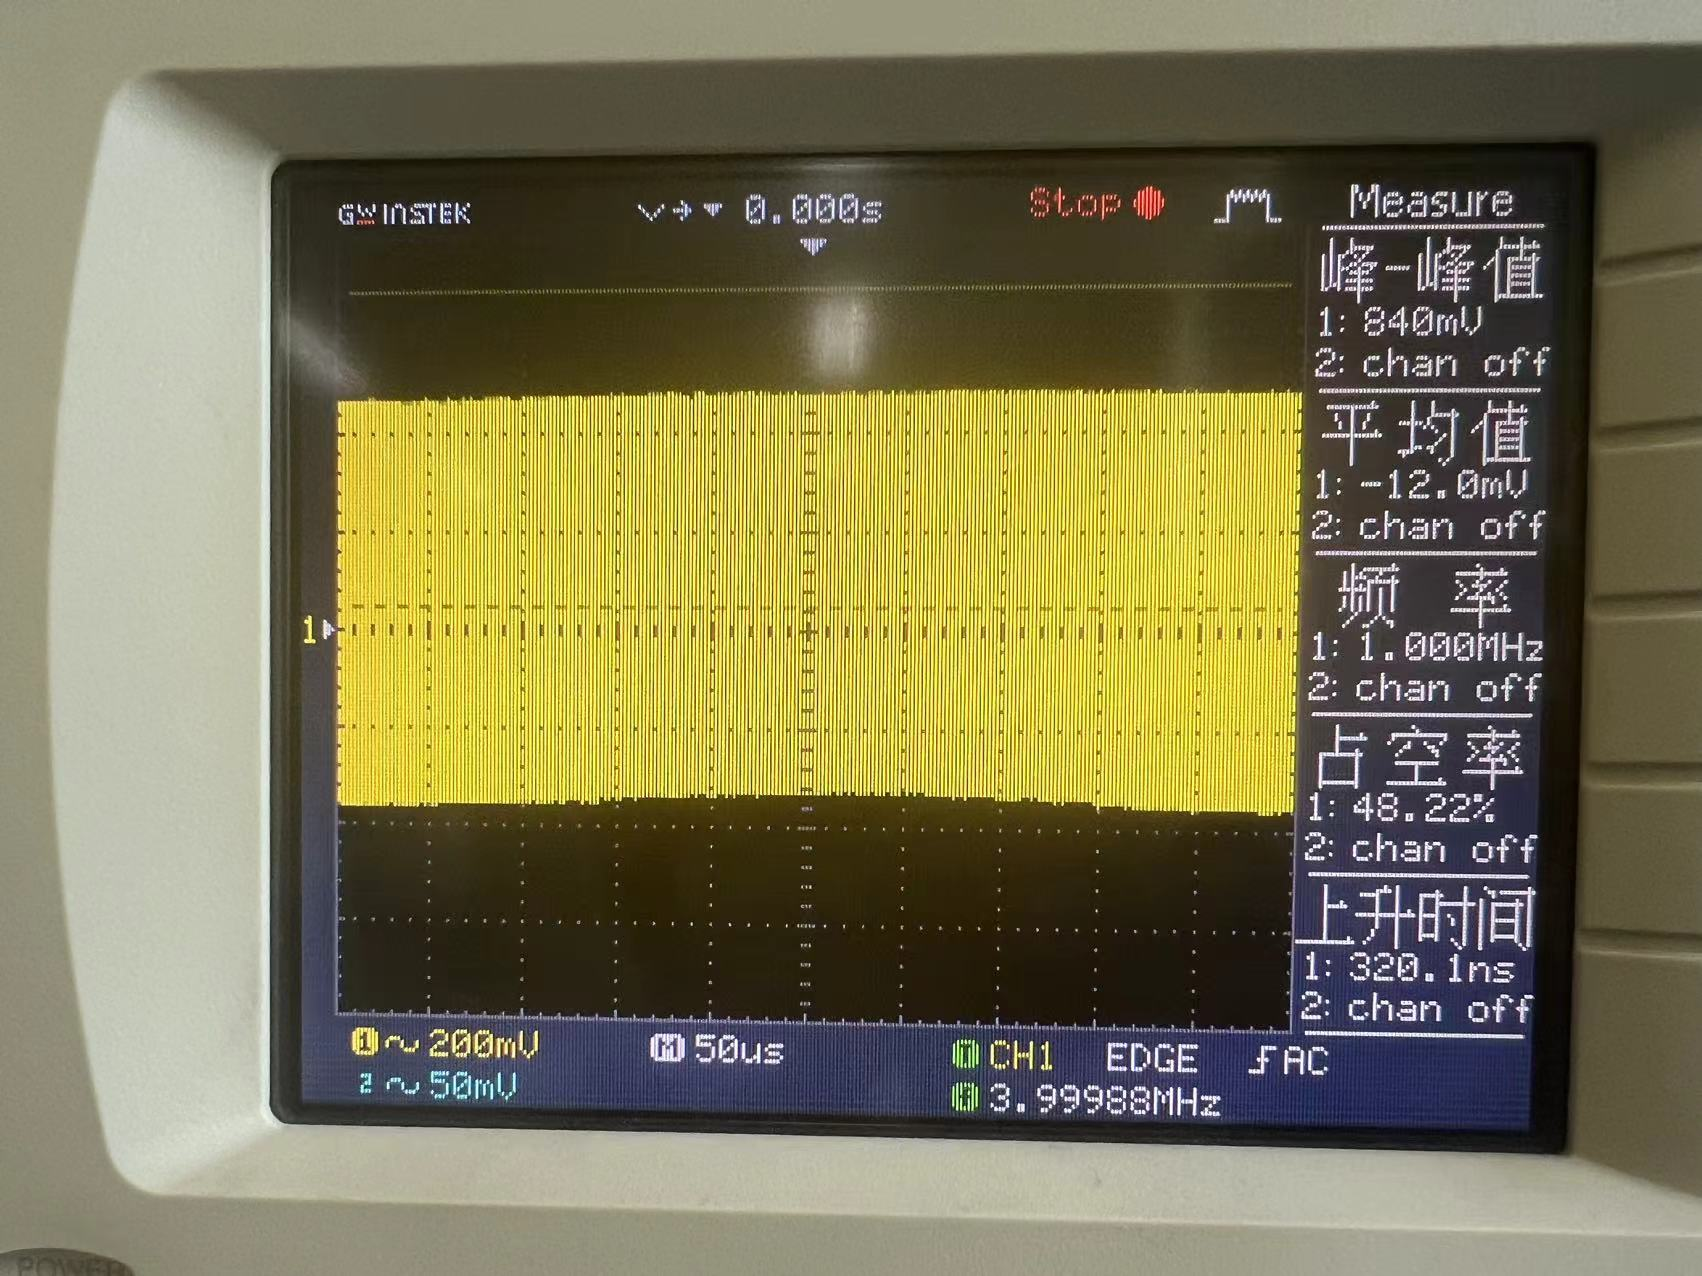 GWINSTEK
0.000s
Stop
Measure
峰-峰值
1: 840mV
2: chan off
平均值
1: -12.0mV
2: chan off
频 率
1: 1.000MHz
2: chan off
占空率
1: 48.22%
2: chan off
上升时间
1: 320.1ns
2: chan off
1
1 ~ 200mV
M 50us
T CH1 EDGE AC
2 ~ 50mV
3.99988MHz
POWER